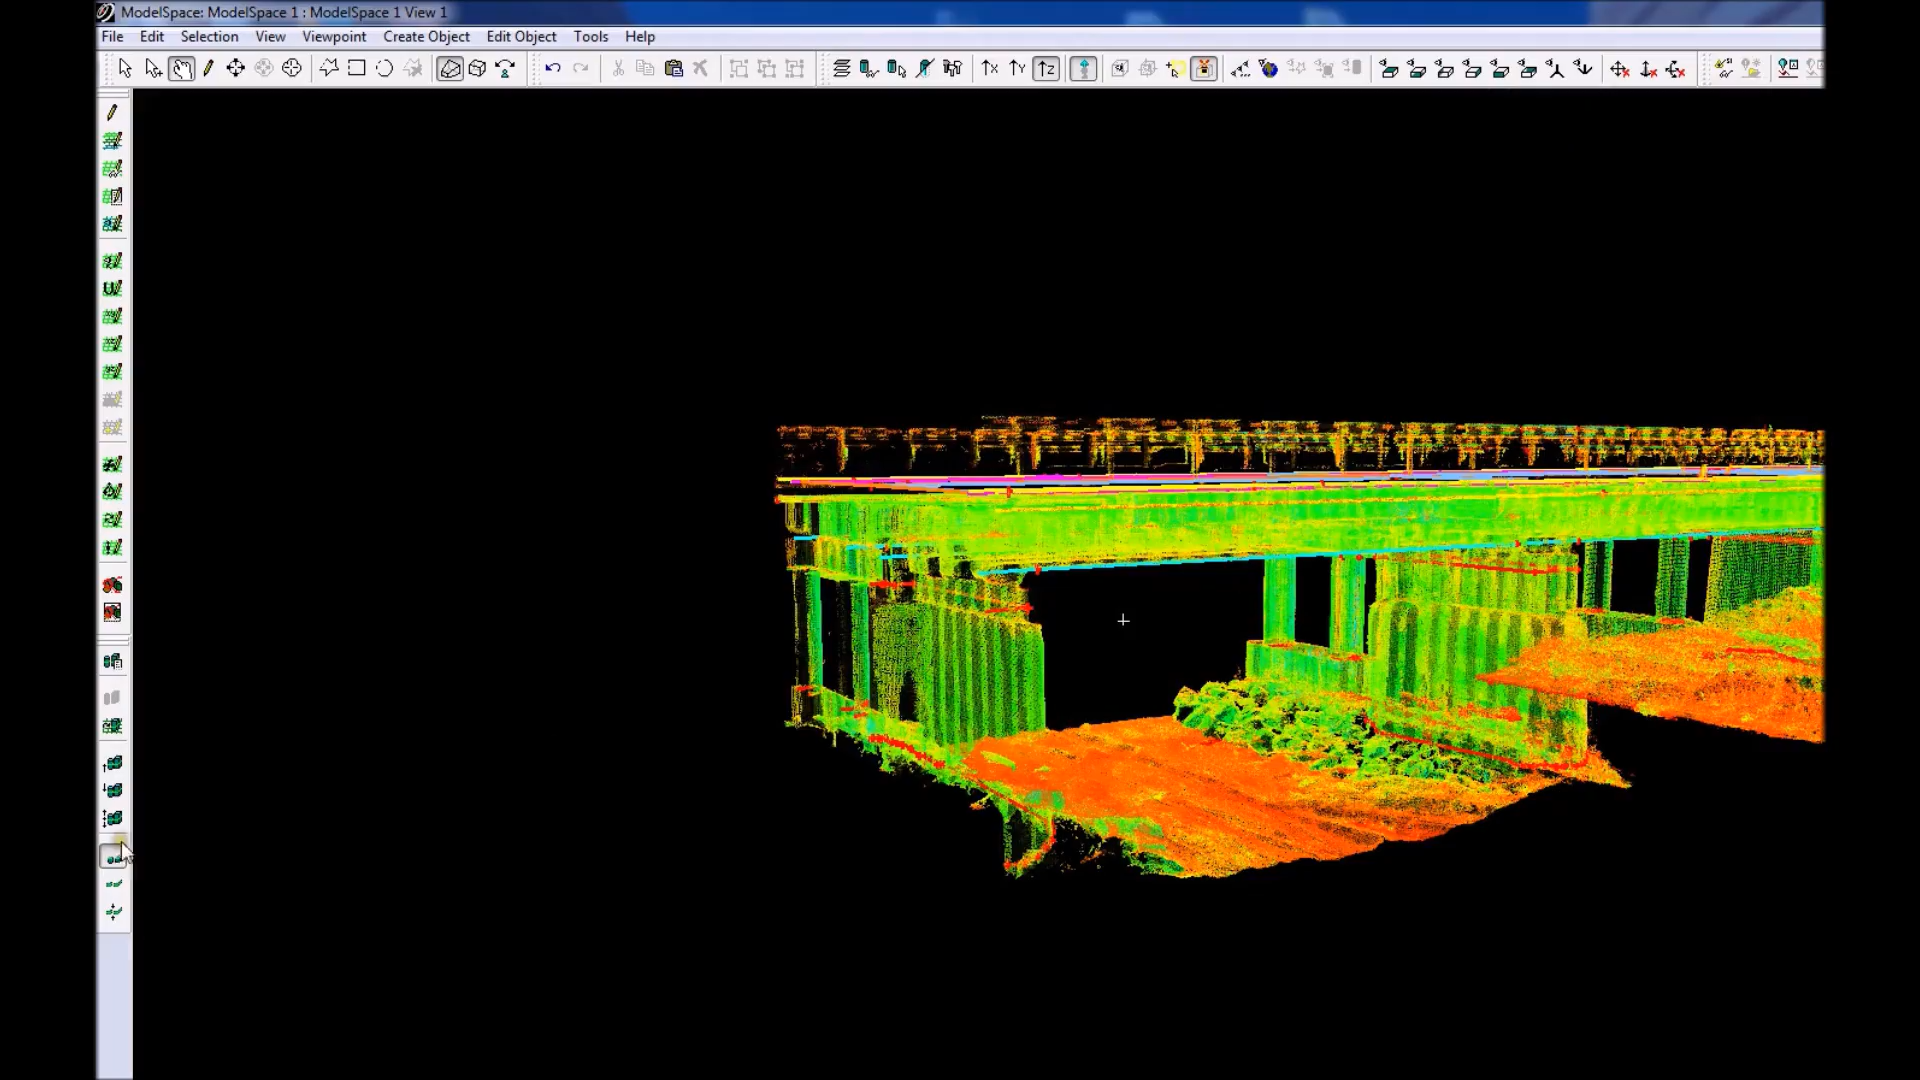 ModelSpace: ModelSpace 1 : ModelSpace 1 View 1
File Edit Selection View Viewpoint Create Object Edit Object Tools Help
X Y Z